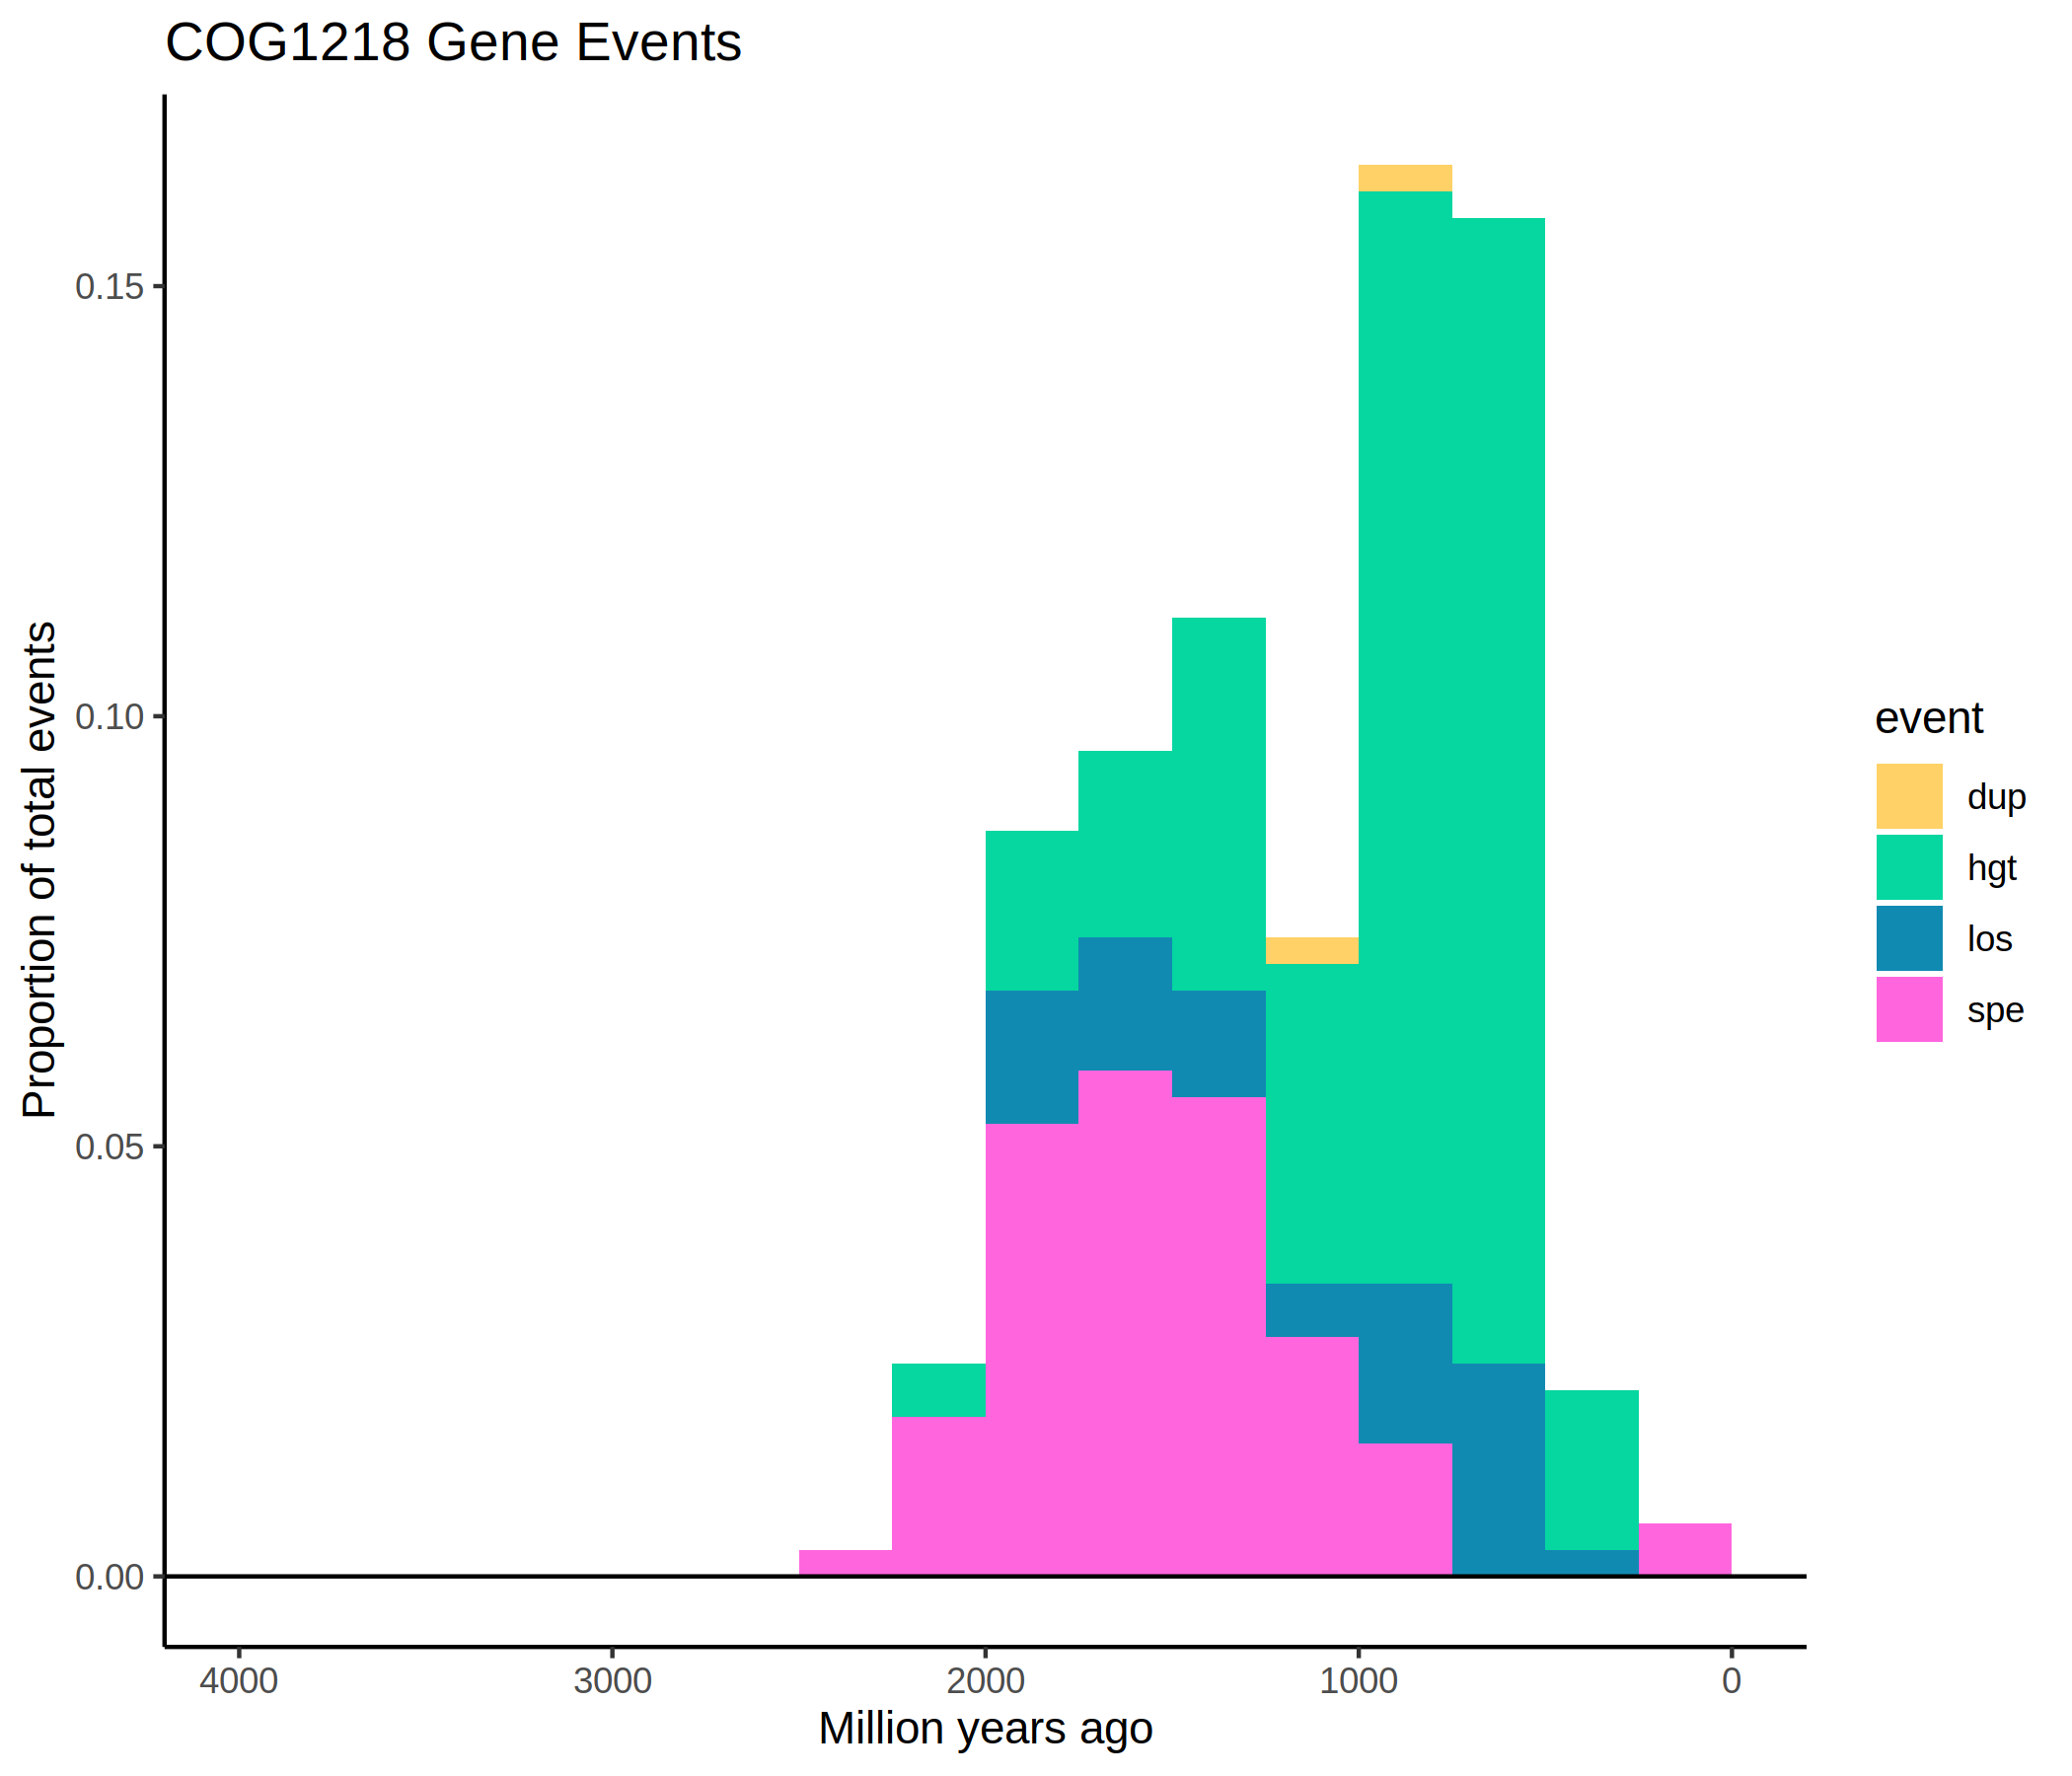 COG1218 Gene Events
Proportion of total events
0.15
0.10
0.05
0.00
4000 3000 2000 1000 0
Million years ago
event
dup
hgt
los
spe